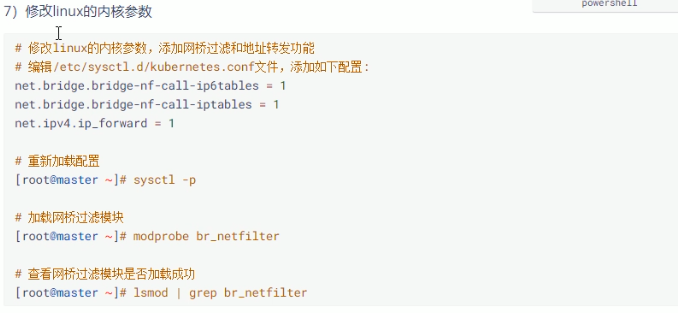 powershell
7）修改linux的内核参数
# 修改linux的内核参数，添加网桥过滤和地址转发功能
# 编辑/etc/sysctl.d/kubernetes.conf文件，添加如下配置：
net.bridge.bridge-nf-call-ip6tables = 1
net.bridge.bridge-nf-call-iptables = 1
net.ipv4.ip_forward = 1
# 重新加载配置
[root@master ~]# sysctl -p
# 加载网桥过滤模块
[root@master ~]# modprobe br_netfilter
# 查看网桥过滤模块是否加载成功
[root@master ~]# lsmod | grep br_netfilter